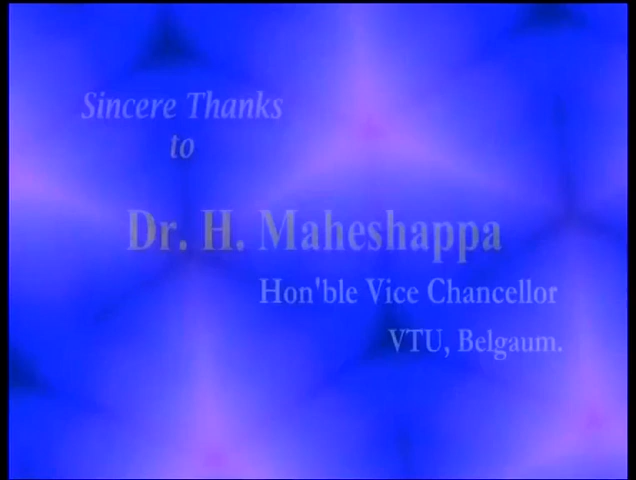 Sincere Thanks
to
Dr. H. Maheshappa
Hon'ble Vice Chancellor
VTU, Belgaum.